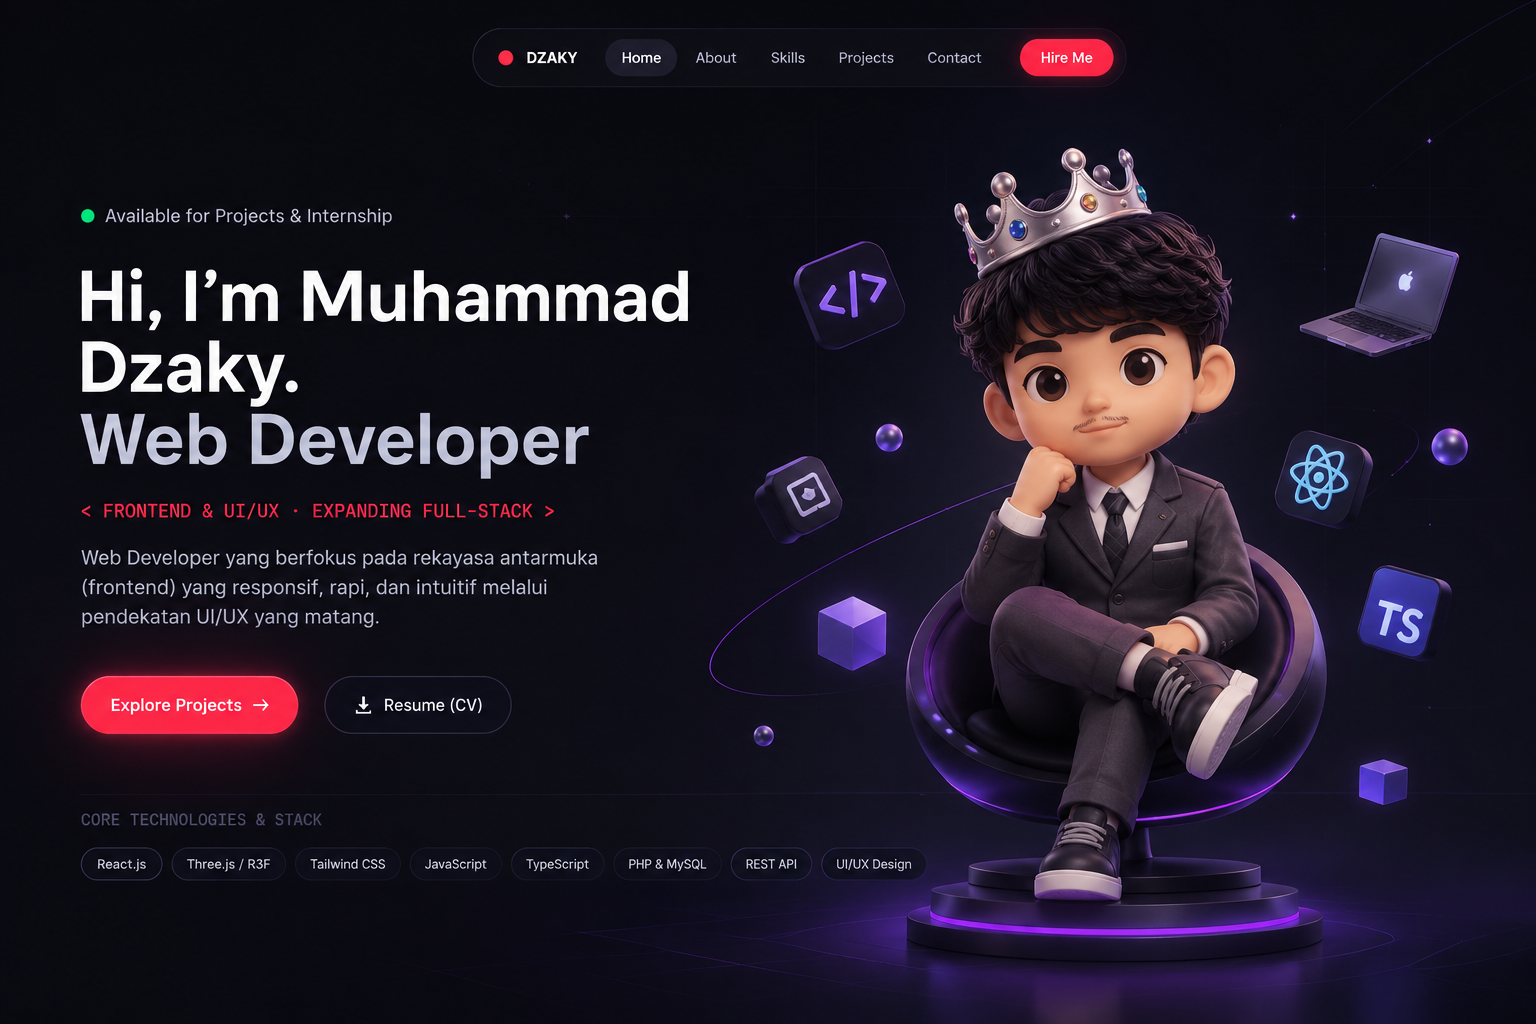 DZAKY
Home
About
Skills
Projects
Contact
Hire Me
Available for Projects & Internship
Hi, I’m Muhammad
Dzaky.
Web Developer
< FRONTEND & UI/UX · EXPANDING FULL-STACK >
Web Developer yang berfokus pada rekayasa antarmuka
(frontend) yang responsif, rapi, dan intuitif melalui
pendekatan UI/UX yang matang.
Explore Projects →
Resume (CV)
CORE TECHNOLOGIES & STACK
React.js
Three.js / R3F
Tailwind CSS
JavaScript
TypeScript
PHP & MySQL
REST API
UI/UX Design
</>
TS